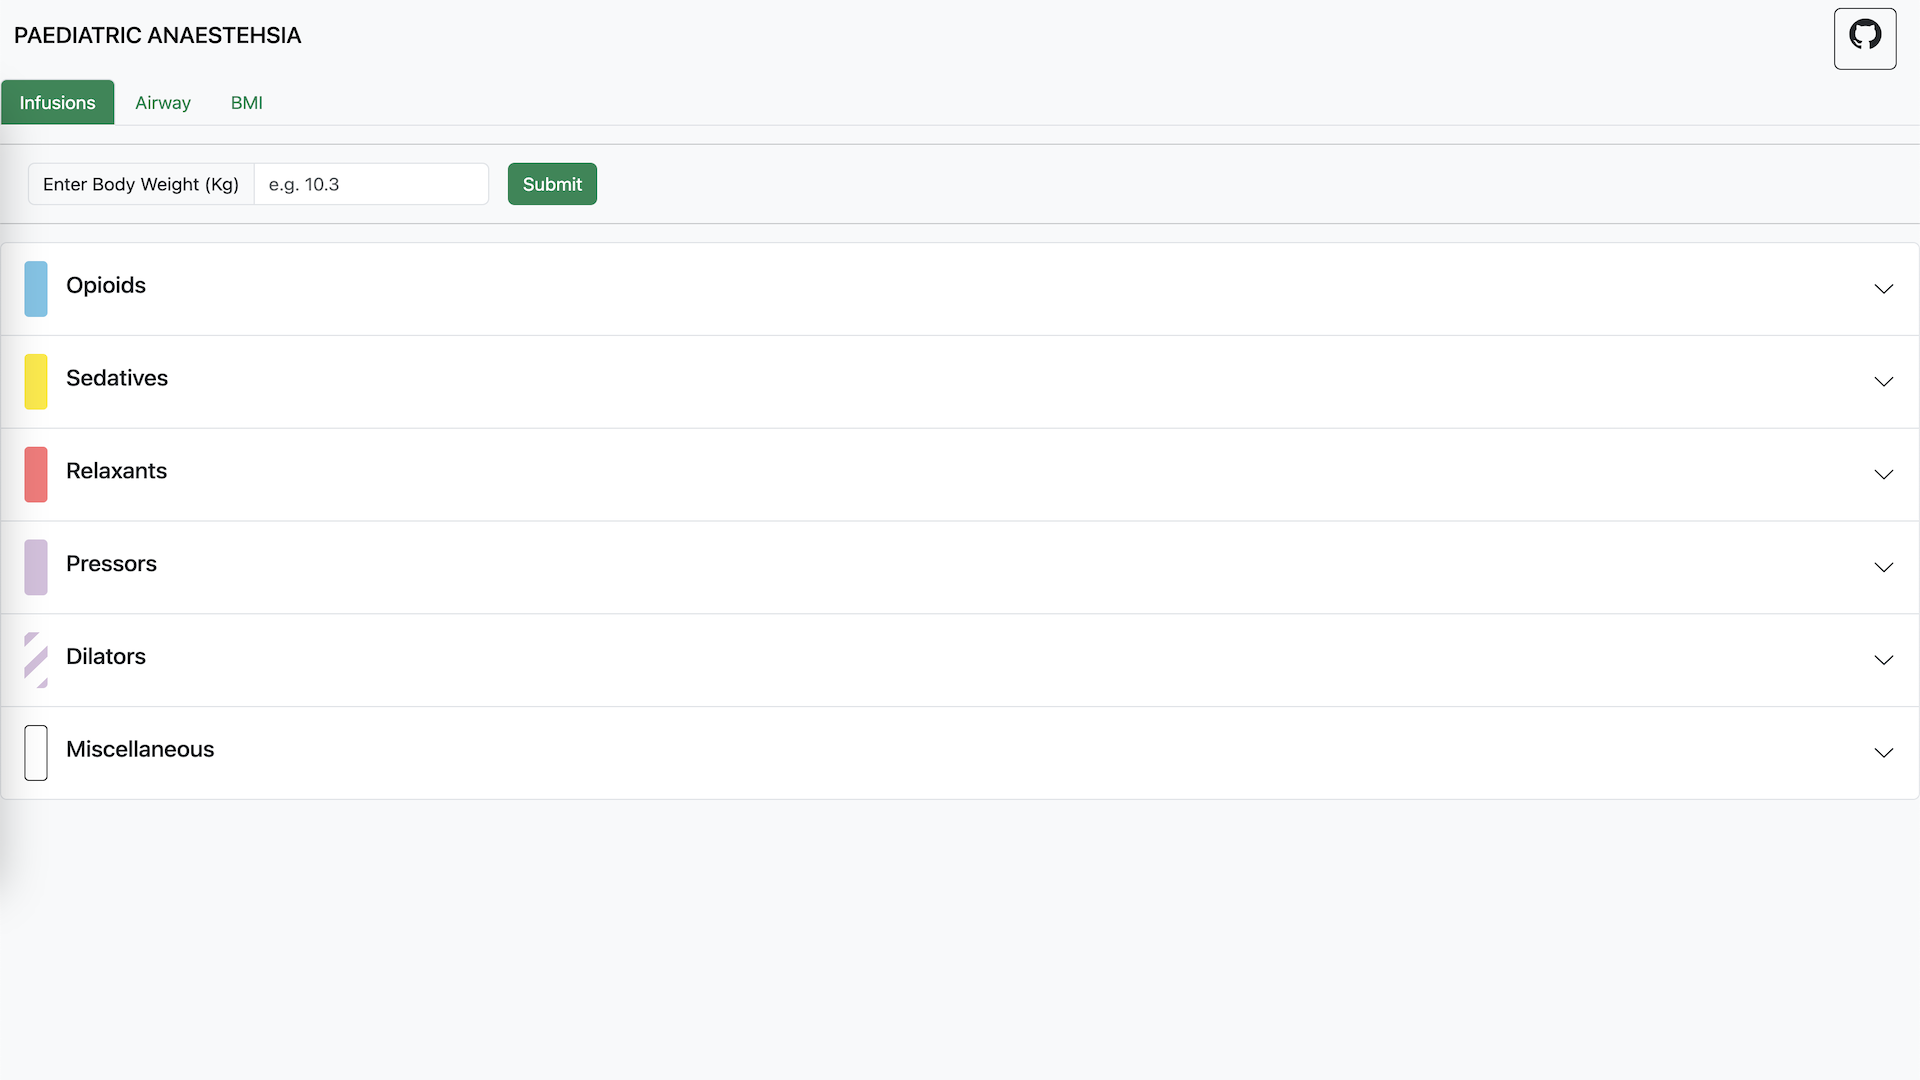 PAEDIATRIC ANAESTEHSIA
Infusions Airway BMI
Enter Body Weight (Kg) e.g. 10.3 Submit
Opioids
Sedatives
Relaxants
Pressors
Dilators
Miscellaneous